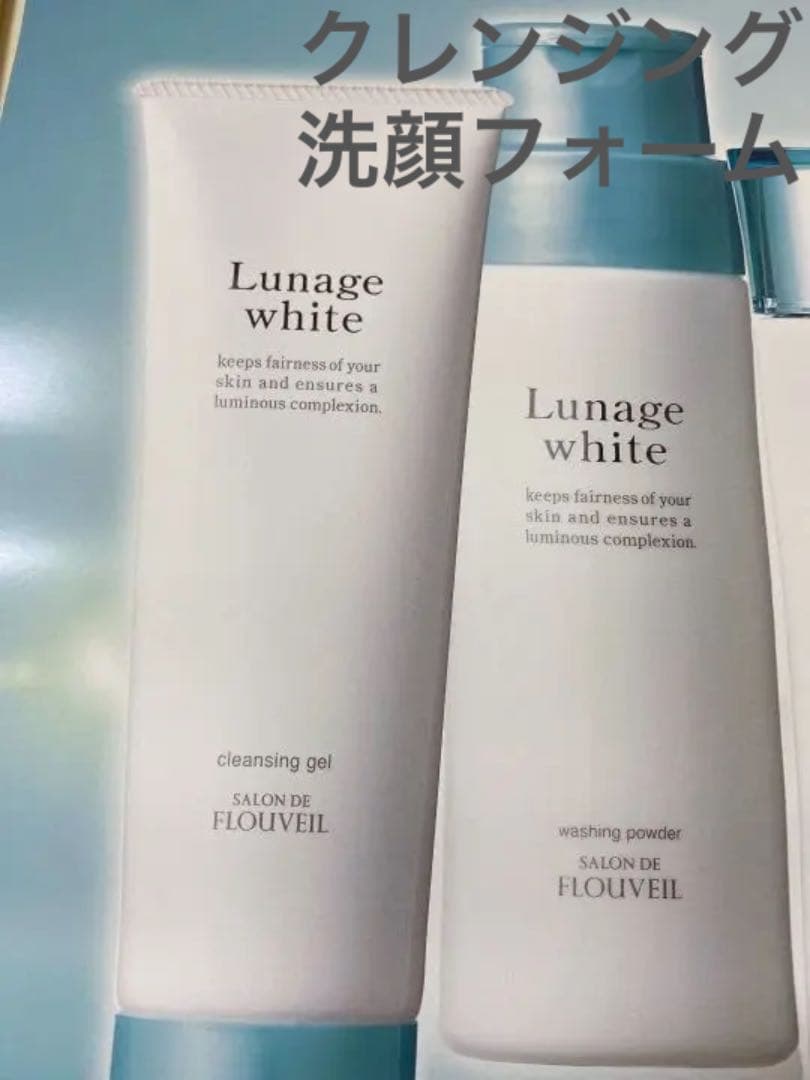 クレンジング
洗顔フォーム
Lunage
white
keeps fairness of your
skin and ensures a
luminous complexion.
cleansing gel
SALON DE
FLOUVEIL
Lunage
white
keeps fairness of your
skin and ensures a
luminous complexion.
washing powder
SALON DE
FLOUVEIL